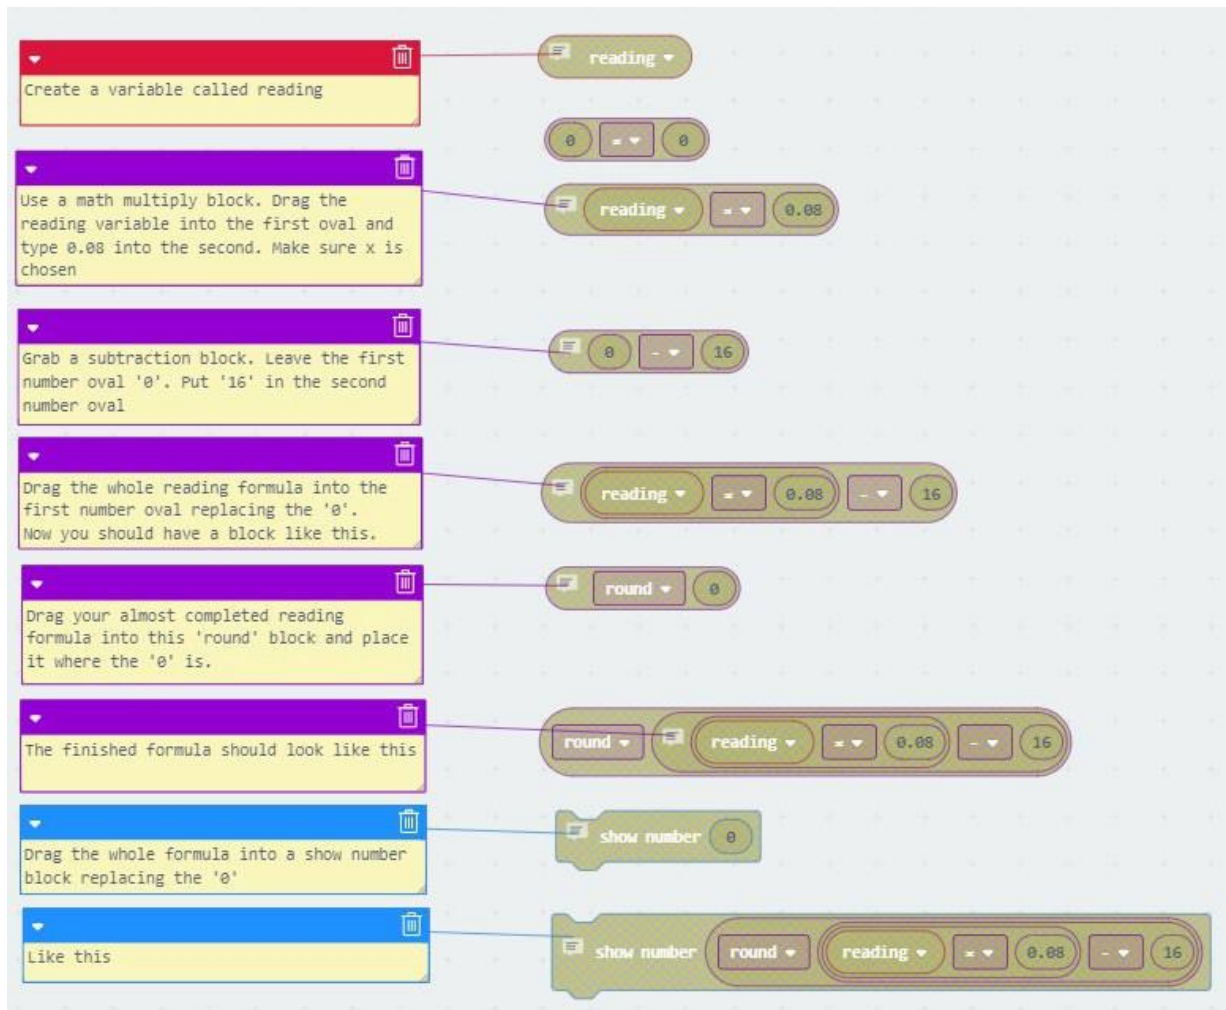 Create a variable called reading
reading
0 × 0
Use a math multiply block. Drag the
reading variable into the first oval and
type 0.08 into the second. Make sure x is
chosen
reading × 0.08
Grab a subtraction block. Leave the first
number oval '0'. Put '16' in the second
number oval
0 - 16
Drag the whole reading formula into the
first number oval replacing the '0'.
Now you should have a block like this.
reading × 0.08 - 16
Drag your almost completed reading
formula into this 'round' block and place
it where the '0' is.
round 0
The finished formula should look like this
round reading × 0.08 - 16
Drag the whole formula into a show number
block replacing the '0'
show number 0
Like this
show number round reading × 0.08 - 16